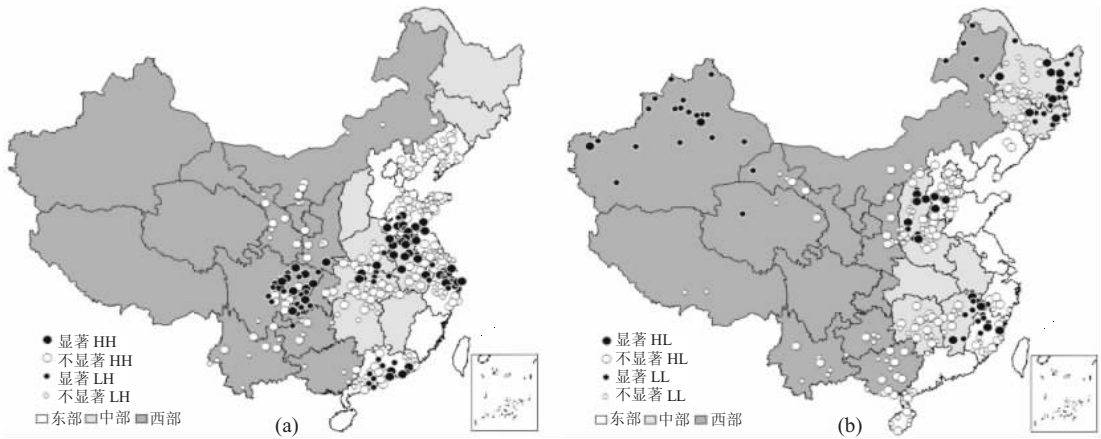 显著 HH
不显著 HH
显著 LH
不显著 LH
东部 中部 西部
(a)
显著 HL
不显著 HL
显著 LL
不显著 LL
东部 中部 西部
(b)